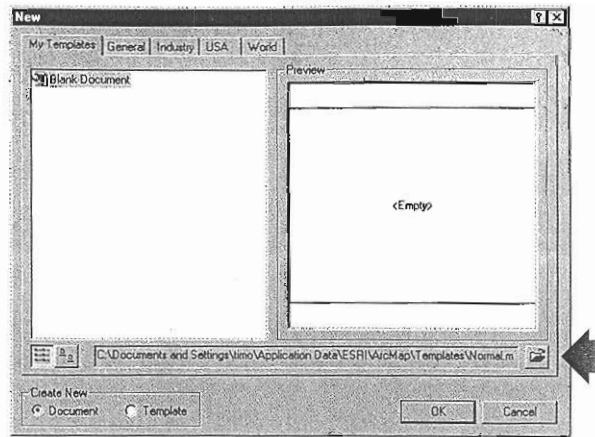 New
My Templates General Industry USA World
Blank Document
Preview
<Empty>
C:\Documents and Settings\timo\Application Data\ESRI\ArcMap\Templates\Normal.m
Create New
Document Template
OK Cancel